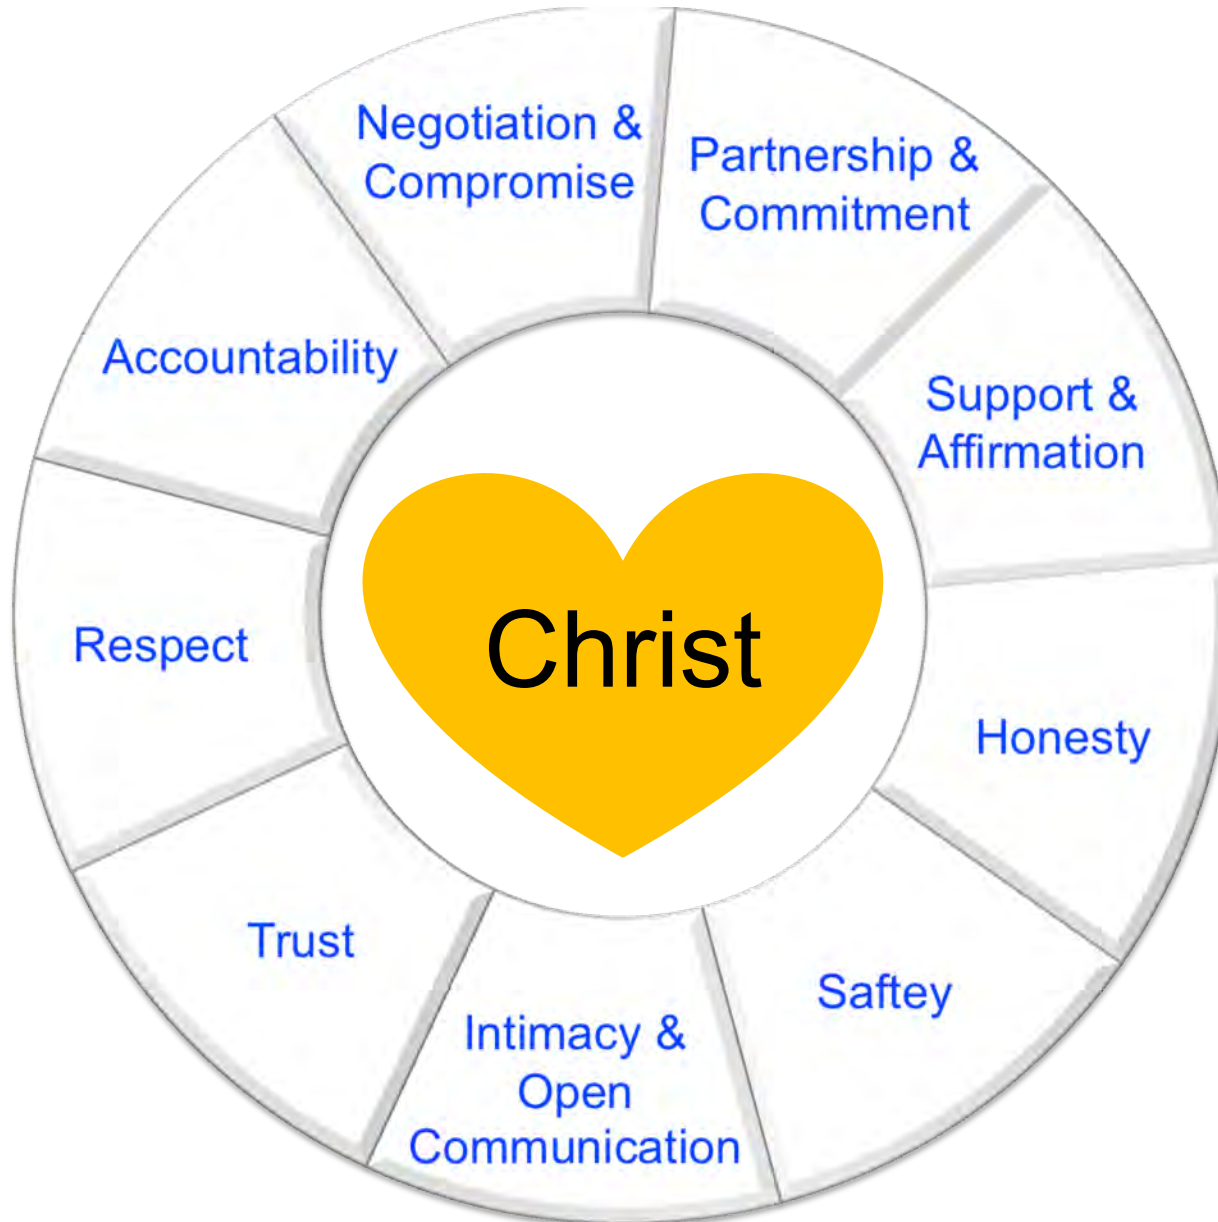 Negotiation &
Compromise
Partnership &
Commitment
Support &
Affirmation
Honesty
Saftey
Intimacy &
Open
Communication
Trust
Respect
Accountability
Christ